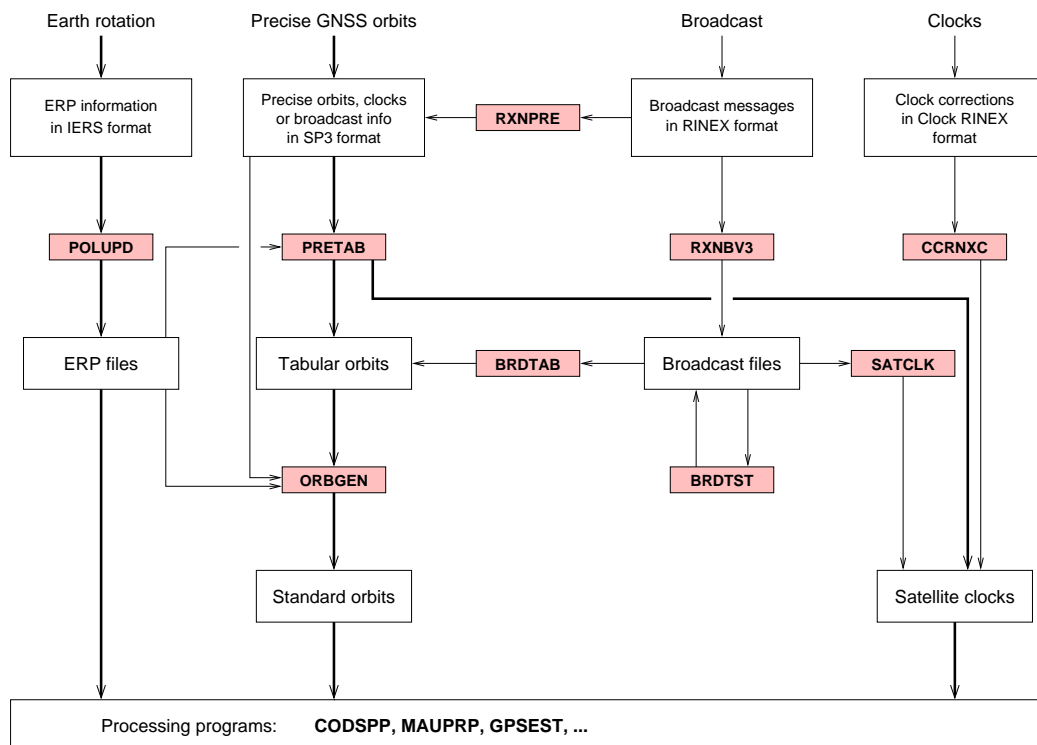 Earth rotation
Precise GNSS orbits
Broadcast
Clocks
ERP information
in IERS format
Precise orbits, clocks
or broadcast info
in SP3 format
RXNPRE
Broadcast messages
in RINEX format
Clock corrections
in Clock RINEX
format
POLUPD
PRETAB
RXNBV3
CCRNXC
ERP files
Tabular orbits
BRDTAB
Broadcast files
SATCLK
ORBGEN
BRDTST
Standard orbits
Satellite clocks
Processing programs: CODSPP, MAUPRP, GPSEST, ...